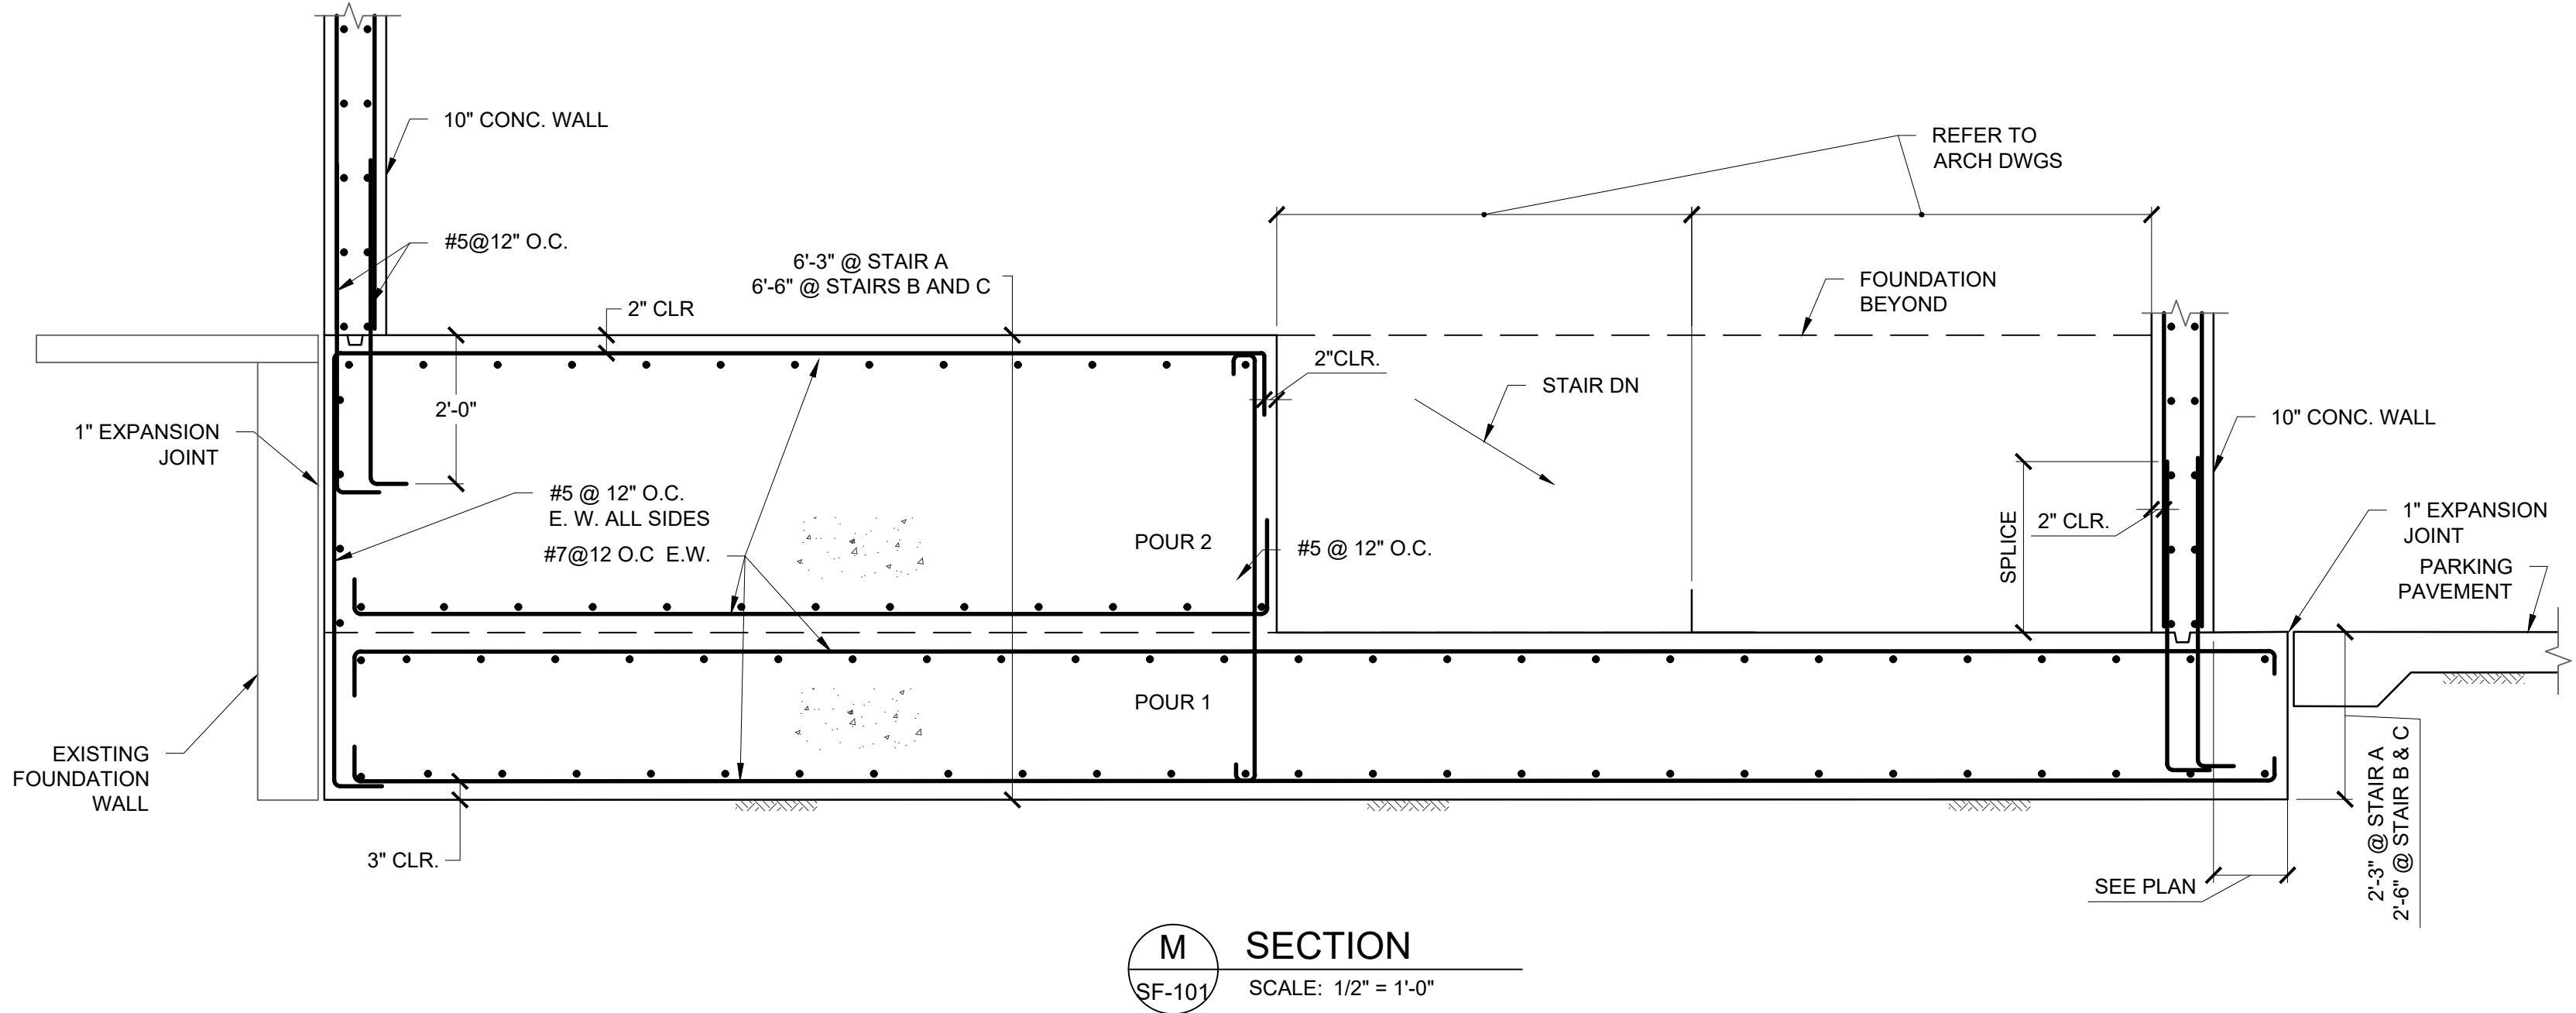 10" CONC. WALL
REFER TO
ARCH DWGS
#5@12" O.C.
6'-3" @ STAIR A
6'-6" @ STAIRS B AND C
FOUNDATION
BEYOND
2" CLR
2"CLR.
STAIR DN
2'-0"
10" CONC. WALL
1" EXPANSION
JOINT
#5 @ 12" O.C.
E. W. ALL SIDES
#7@12 O.C E.W.
POUR 2
#5 @ 12" O.C.
SPLICE
2" CLR.
1" EXPANSION
JOINT
PARKING
PAVEMENT
POUR 1
EXISTING
FOUNDATION
WALL
3" CLR.
2'-3" @ STAIR A
2'-6" @ STAIR B & C
SEE PLAN
M
SF-101
SECTION
SCALE: 1/2" = 1'-0"